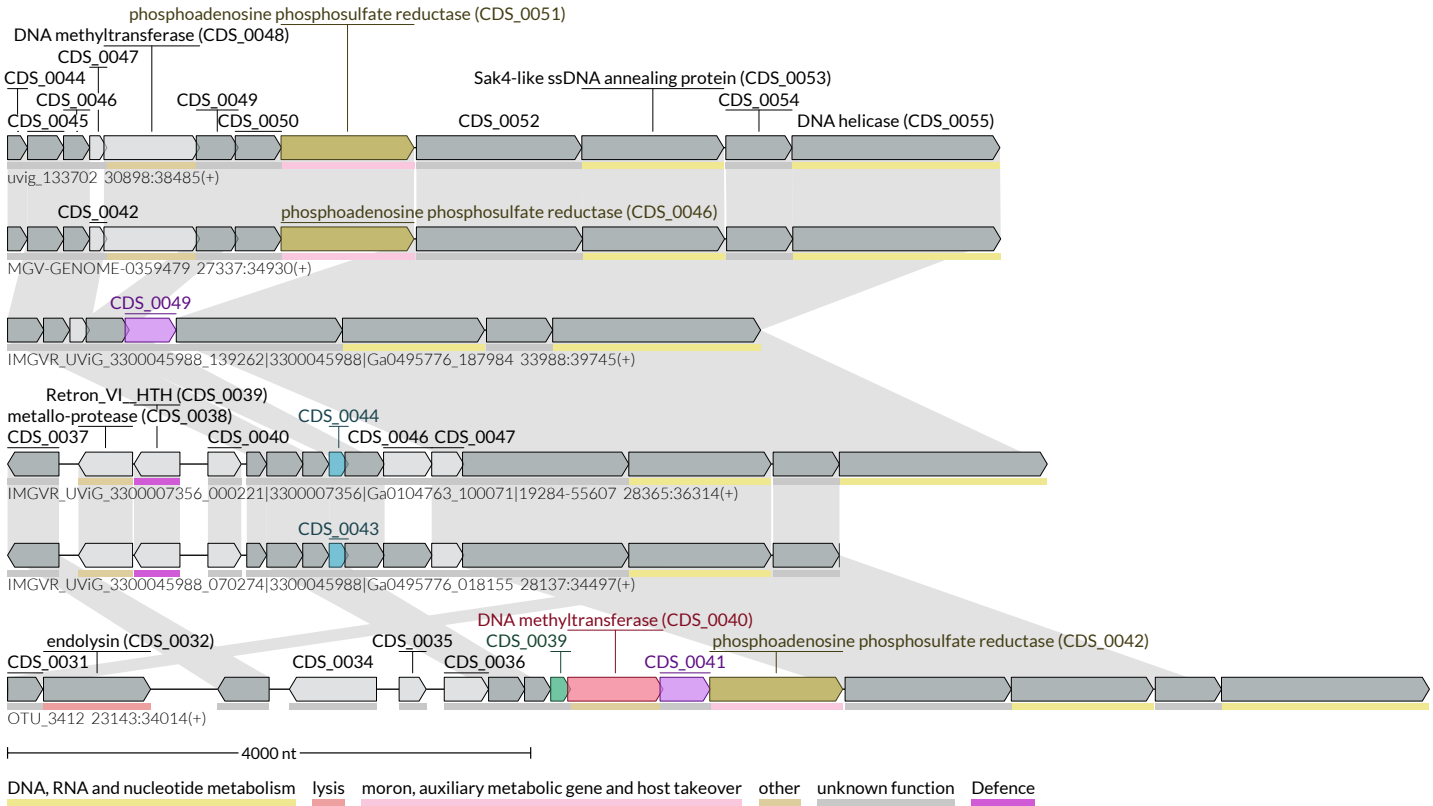 phosphoadenosine phosphosulfate reductase (CDS_0051)
DNA methyltransferase (CDS_0048)
CDS_0047
CDS_0044 Sak4-like ssDNA annealing protein (CDS_0053)
CDS_0046 CDS_0049 CDS_0054
CDS_0045 CDS_0050 CDS_0052 DNA helicase (CDS_0055)
uvig_133702 30898:38485(+)
CDS_0042 phosphoadenosine phosphosulfate reductase (CDS_0046)
MGV-GENOME-0359479 27337:34930(+)
CDS_0049
IMGVR_UViG_3300045988_139262|3300045988|Ga0495776_187984 33988:39745(+)
Retron_VI__HTH (CDS_0039)
metallo-protease (CDS_0038) CDS_0044
CDS_0037 CDS_0040 CDS_0046 CDS_0047
IMGVR_UViG_3300007356_000221|3300007356|Ga0104763_100071|19284-55607 28365:36314(+)
CDS_0043
IMGVR_UViG_3300045988_070274|3300045988|Ga0495776_018155 28137:34497(+)
DNA methyltransferase (CDS_0040)
endolysin (CDS_0032) CDS_0035 CDS_0039 phosphoadenosine phosphosulfate reductase (CDS_0042)
CDS_0031 CDS_0034 CDS_0036 CDS_0041
OTU_3412 23143:34014(+)
4000 nt
DNA, RNA and nucleotide metabolism lysis moron, auxiliary metabolic gene and host takeover other unknown function Defence